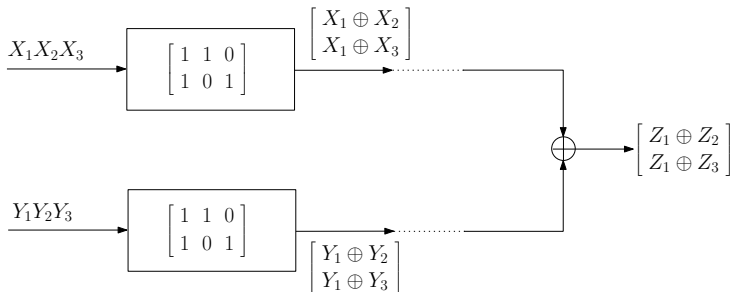 X₁X₂X₃
[ 1 1 0 ]
[ 1 0 1 ]
[ X₁ ⊕ X₂ ]
[ X₁ ⊕ X₃ ]
[ Z₁ ⊕ Z₂ ]
[ Z₁ ⊕ Z₃ ]
Y₁Y₂Y₃
[ 1 1 0 ]
[ 1 0 1 ]
[ Y₁ ⊕ Y₂ ]
[ Y₁ ⊕ Y₃ ]